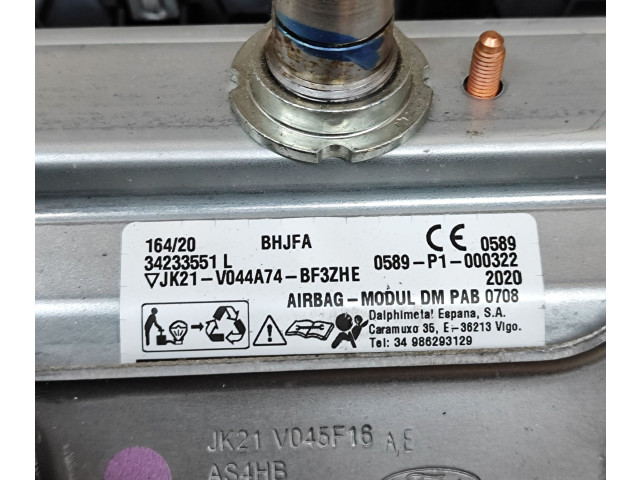 164/20 BHJFA CE 0589
34233551 L 0589-P1-000322
▽JK21-V044A74-BF3ZHE 2020
AIRBAG-MODUL DM PAB 0708
Dalphimetal Espana, S.A.
Caramuxo 35, E-36213 Vigo.
Tel: 34 986293129
JK21 V045F16 A,E
AS4HB